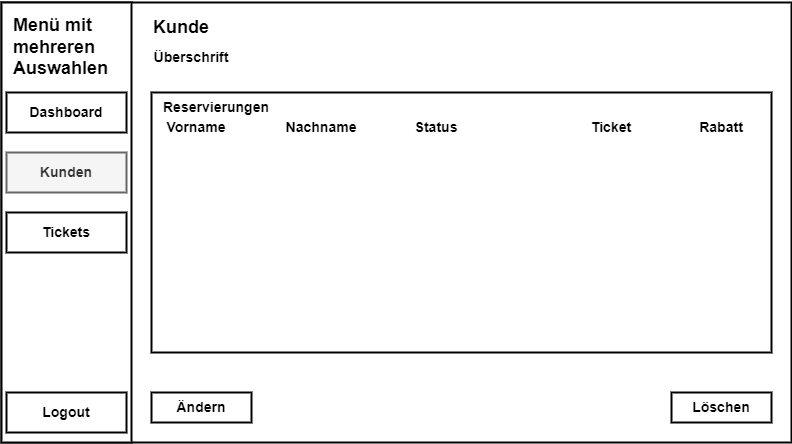 Menü mit
mehreren
Auswahlen
Dashboard
Kunden
Tickets
Logout
Kunde
Überschrift
Reservierungen
Vorname Nachname Status Ticket Rabatt
Ändern Löschen